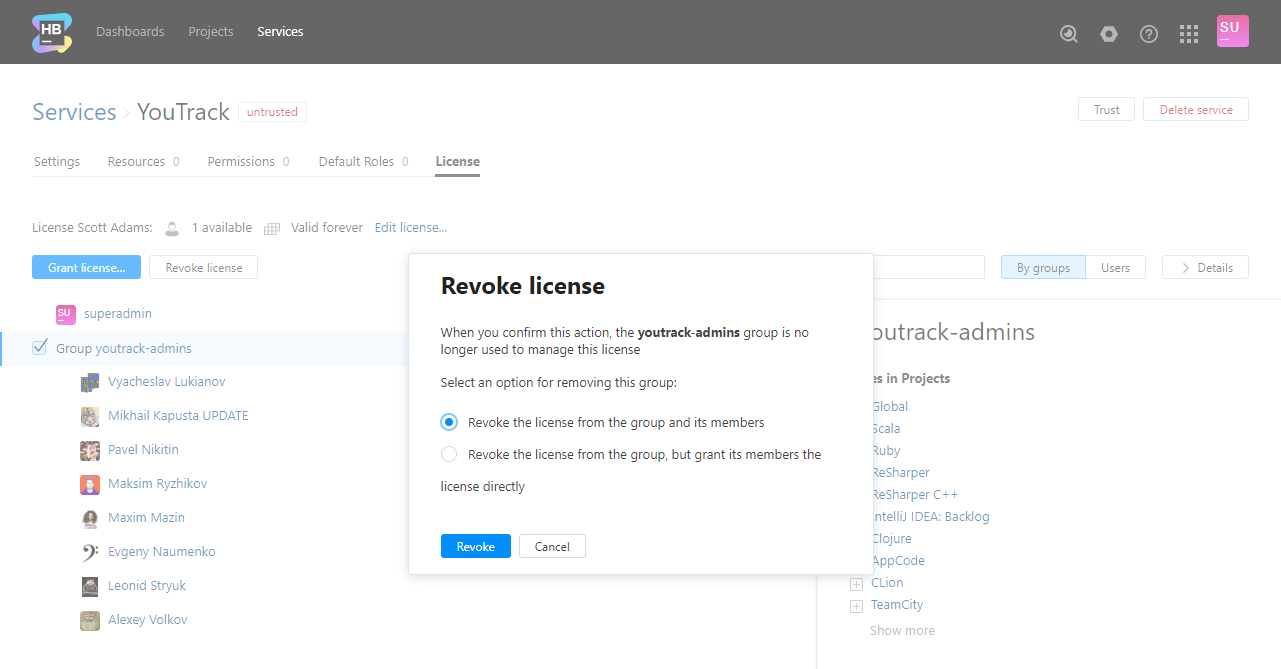 HB Dashboards Projects Services SU
Services YouTrack untrusted Trust Delete service
Settings Resources 0 Permissions 0 Default Roles 0 License
License Scott Adams: 1 available Valid forever Edit license...
Grant license... Revoke license By groups Users Details
SU superadmin
Group youtrack-admins
Vyacheslav Lukianov
Mikhail Kapusta UPDATE
Pavel Nikitin
Maksim Ryzhikov
Maxim Mazin
Evgeny Naumenko
Leonid Stryuk
Alexey Volkov
Revoke license
When you confirm this action, the youtrack-admins group is no
longer used to manage this license
Select an option for removing this group:
Revoke the license from the group and its members
Revoke the license from the group, but grant its members the
license directly
Revoke Cancel
outrack-admins
es in Projects
Global
Scala
Ruby
ReSharper
ReSharper C++
IntelliJ IDEA: Backlog
Clojure
AppCode
CLion
TeamCity
Show more